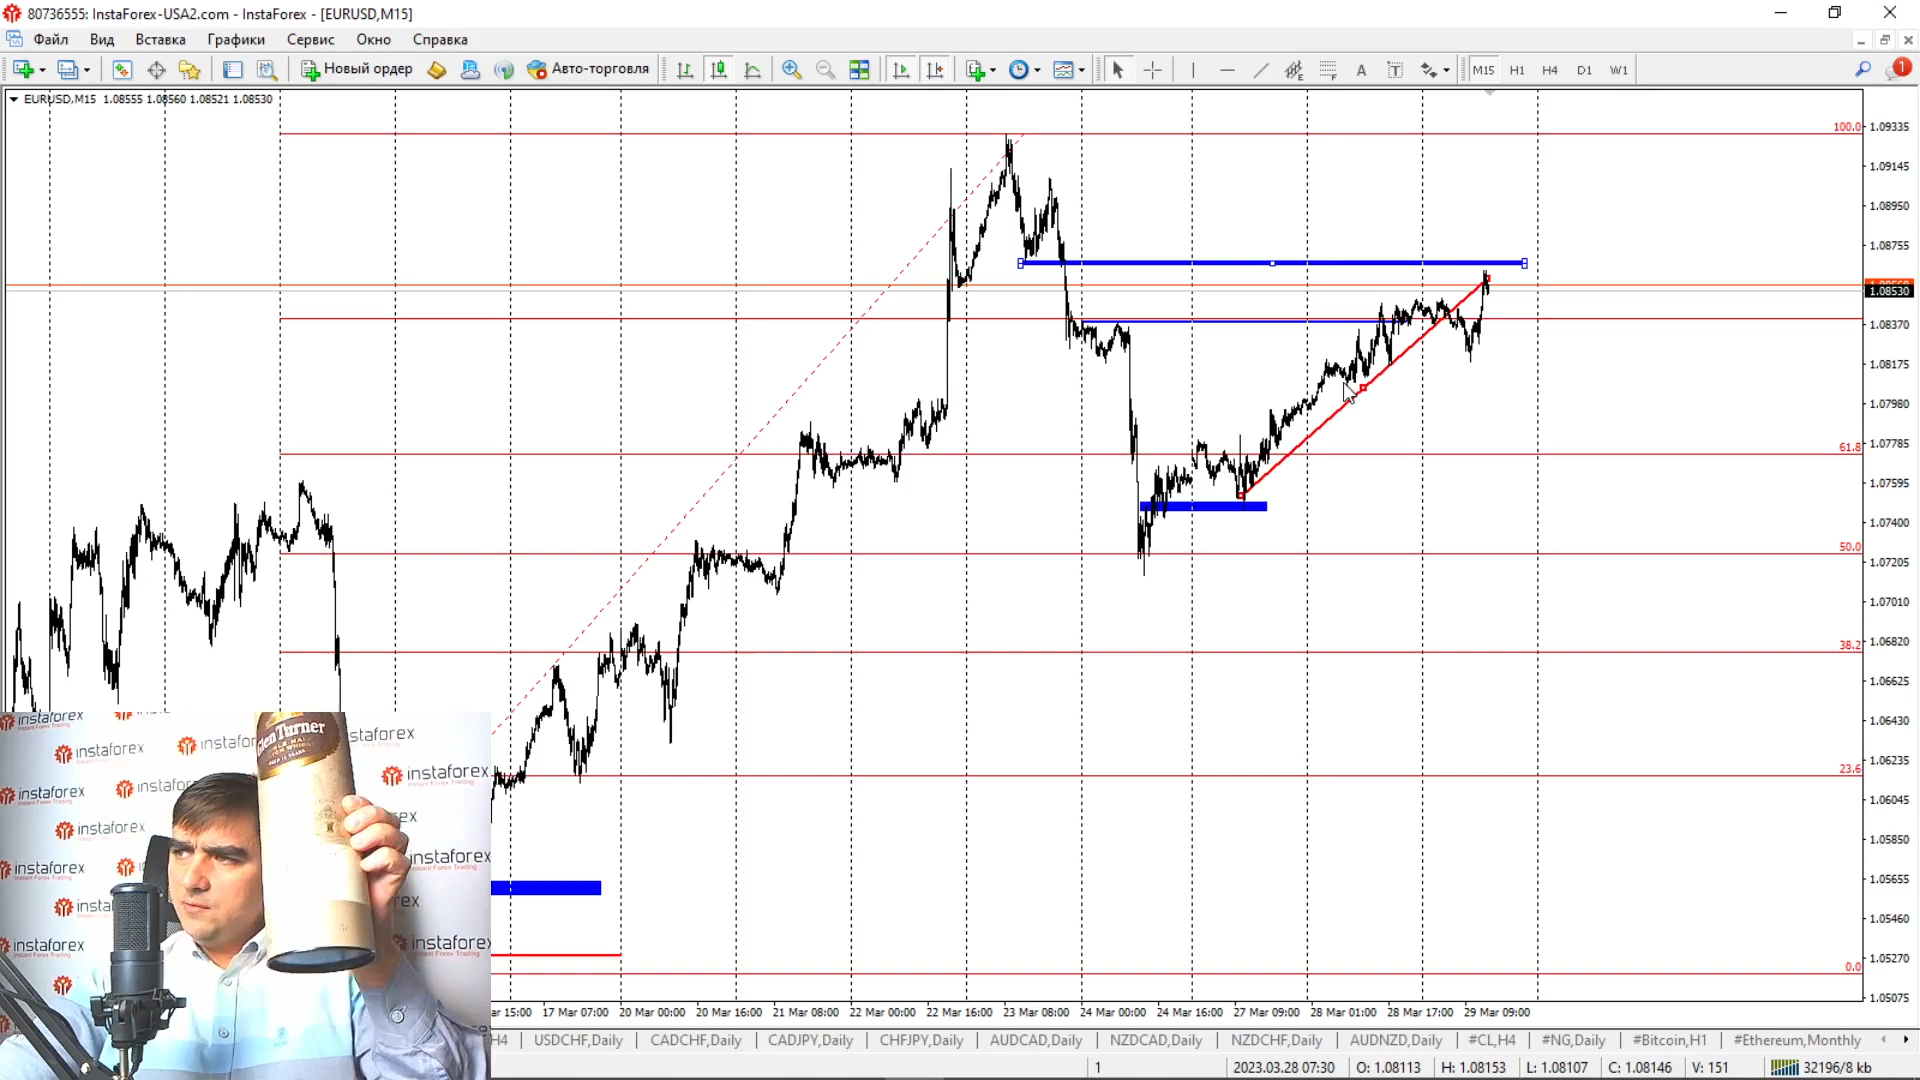 80736555: InstaForex-USA2.com - InstaForex - [EURUSD,M15]
Файл Вид Вставка Графики Сервис Окно Справка
Новый ордер Авто-торговля A T M15 H1 H4 D1 W1 1
EURUSD,M15 1.08555 1.08560 1.08521 1.08530
100.0
61.8
50.0
38.2
23.6
0.0
1.09335
1.09145
1.08950
1.08755
1.08530
1.08370
1.08175
1.07980
1.07785
1.07595
1.07400
1.07205
1.07010
1.06820
1.06625
1.06430
1.06235
1.06045
1.05850
1.05655
1.05460
1.05270
1.05075
instaforex
Instant Forex Trading
Turner
15:00 17 Mar 07:00 20 Mar 00:00 20 Mar 16:00 21 Mar 08:00 22 Mar 00:00 22 Mar 16:00 23 Mar 08:00 24 Mar 00:00 24 Mar 16:00 27 Mar 09:00 28 Mar 01:00 28 Mar 17:00 29 Mar 09:00
H4 USDCHF,Daily CADCHF,Daily CADJPY,Daily CHFJPY,Daily AUDCAD,Daily NZDCAD,Daily NZDCHF,Daily AUDNZD,Daily #CL,H4 #NG,Daily #Bitcoin,H1 #Ethereum,Monthly
1 2023.03.28 07:30 O: 1.08113 H: 1.08153 L: 1.08107 C: 1.08146 V: 151 32196/8 kb